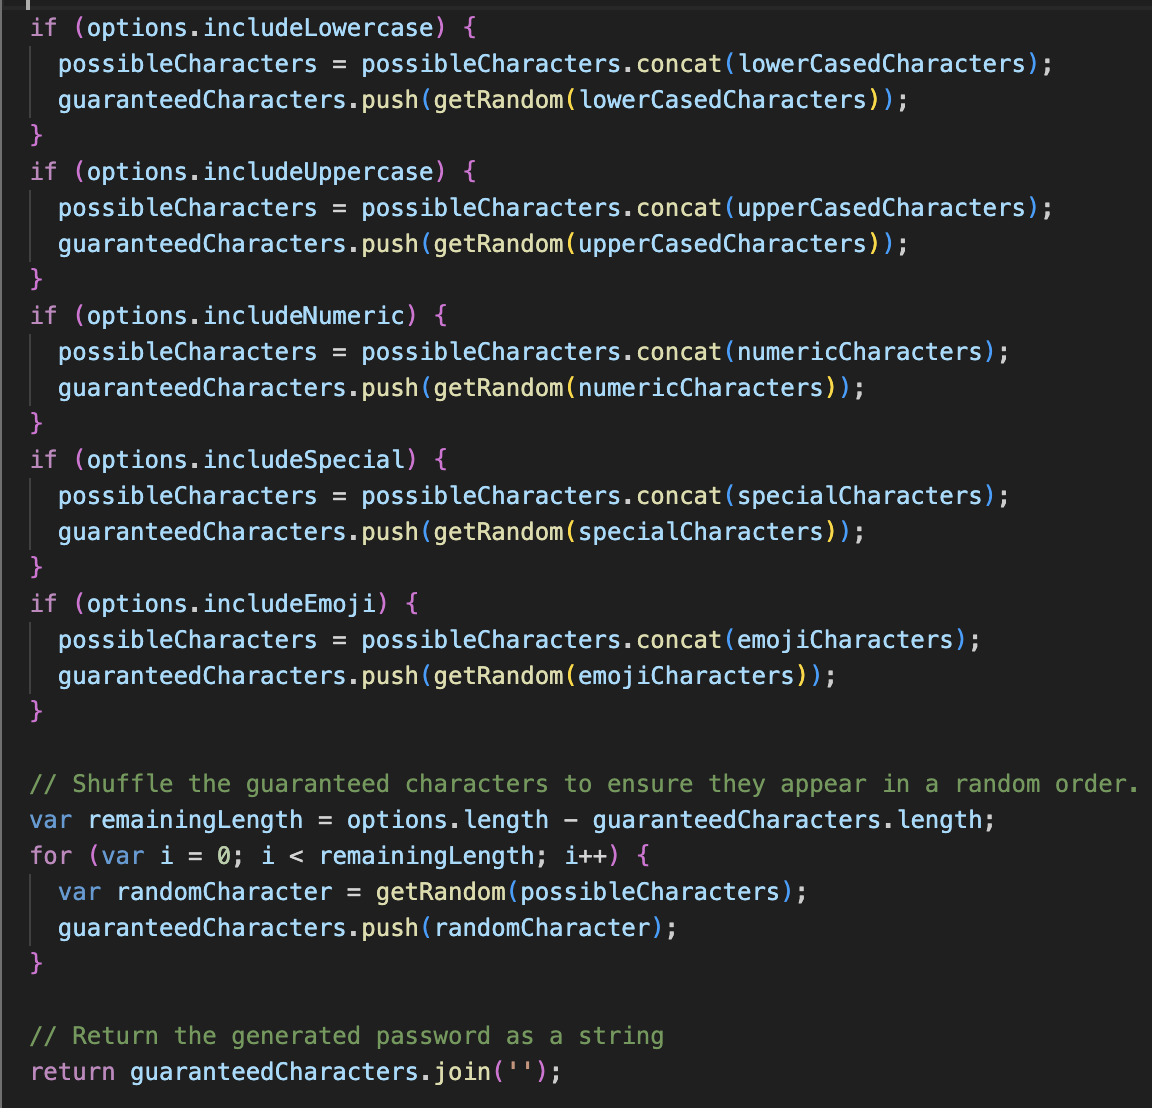 if (options.includeLowercase) {
possibleCharacters = possibleCharacters.concat(lowerCasedCharacters);
guaranteedCharacters.push(getRandom(lowerCasedCharacters));
}
if (options.includeUppercase) {
possibleCharacters = possibleCharacters.concat(upperCasedCharacters);
guaranteedCharacters.push(getRandom(upperCasedCharacters));
}
if (options.includeNumeric) {
possibleCharacters = possibleCharacters.concat(numericCharacters);
guaranteedCharacters.push(getRandom(numericCharacters));
}
if (options.includeSpecial) {
possibleCharacters = possibleCharacters.concat(specialCharacters);
guaranteedCharacters.push(getRandom(specialCharacters));
}
if (options.includeEmoji) {
possibleCharacters = possibleCharacters.concat(emojiCharacters);
guaranteedCharacters.push(getRandom(emojiCharacters));
}
// Shuffle the guaranteed characters to ensure they appear in a random order.
var remainingLength = options.length - guaranteedCharacters.length;
for (var i = 0; i < remainingLength; i++) {
var randomCharacter = getRandom(possibleCharacters);
guaranteedCharacters.push(randomCharacter);
}
// Return the generated password as a string
return guaranteedCharacters.join('');